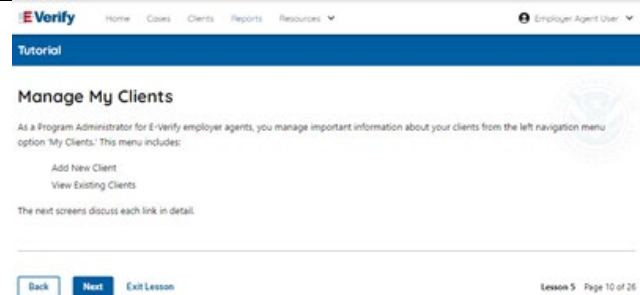 E-Verify Home Cases Clients Reports Resources Employer Agent User
Tutorial
Manage My Clients
As a Program Administrator for E-Verify employer agents, you manage important information about your clients from the left navigation menu
option 'My Clients.' This menu includes:
Add New Client
View Existing Clients
The next screens discuss each link in detail.
Back Next Exit Lesson Lesson 5 Page 10 of 26